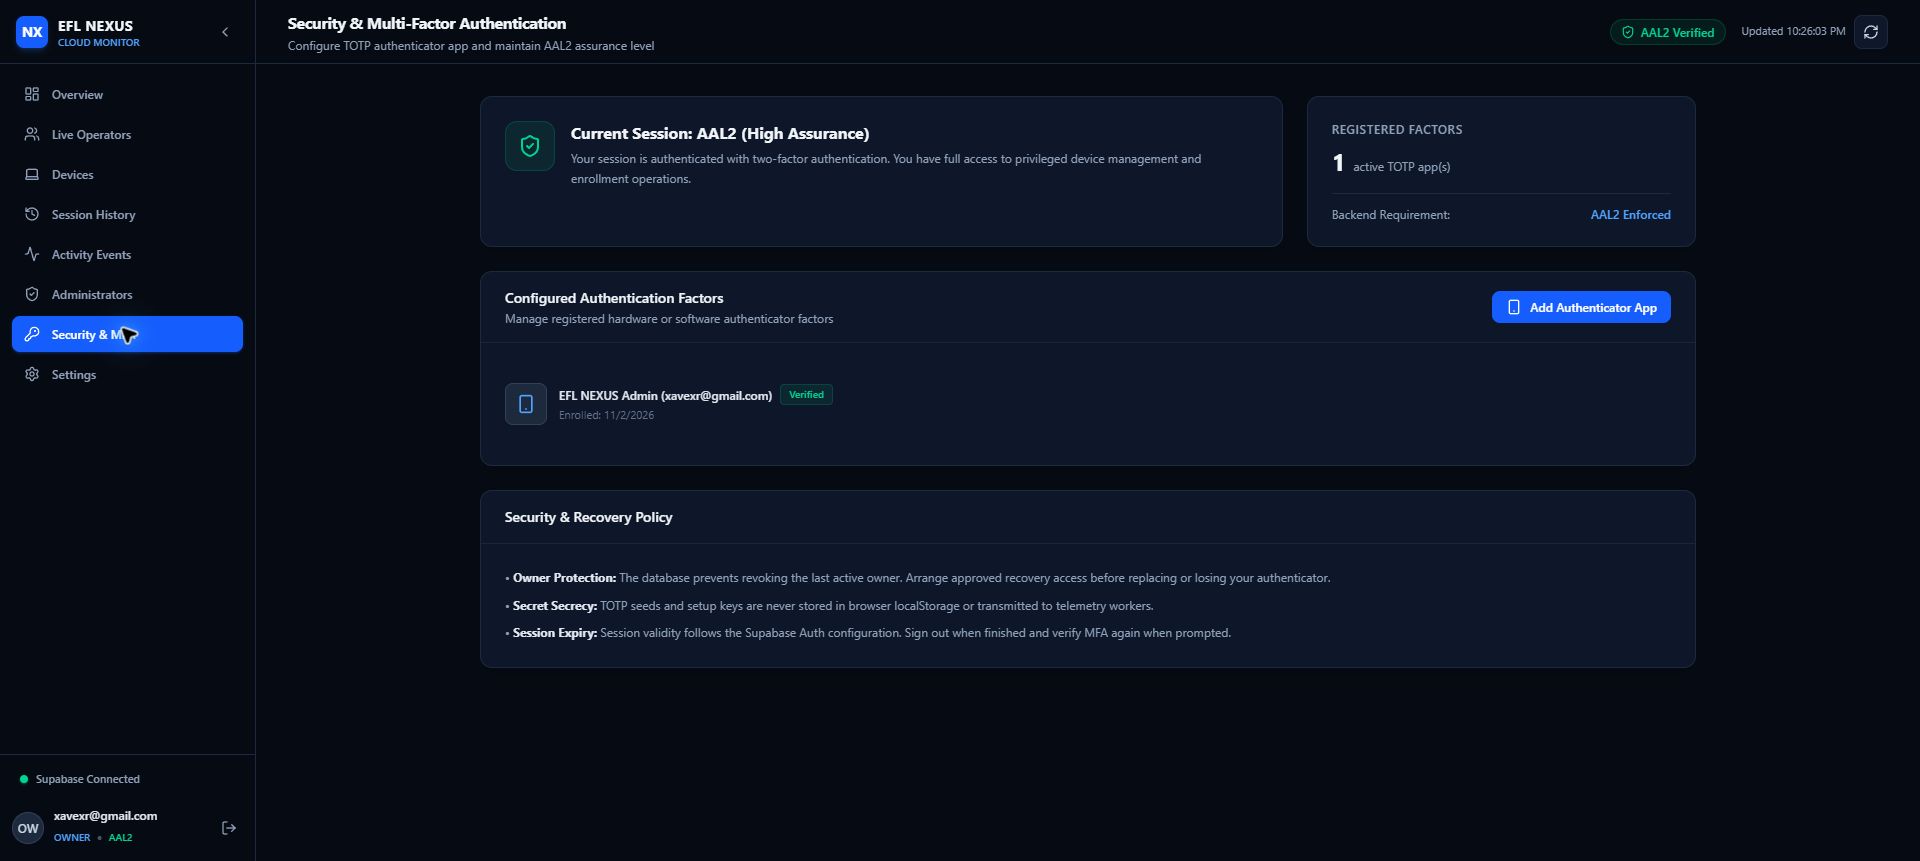 NX
EFL NEXUS
CLOUD MONITOR
Overview
Live Operators
Devices
Session History
Activity Events
Administrators
Security & M
Settings
Supabase Connected
OW
xavexr@gmail.com
OWNER • AAL2
Security & Multi-Factor Authentication
Configure TOTP authenticator app and maintain AAL2 assurance level
AAL2 Verified
Updated 10:26:03 PM
Current Session: AAL2 (High Assurance)
Your session is authenticated with two-factor authentication. You have full access to privileged device management and
enrollment operations.
REGISTERED FACTORS
1 active TOTP app(s)
Backend Requirement: AAL2 Enforced
Configured Authentication Factors
Manage registered hardware or software authenticator factors
Add Authenticator App
EFL NEXUS Admin (xavexr@gmail.com) Verified
Enrolled: 11/2/2026
Security & Recovery Policy
• Owner Protection: The database prevents revoking the last active owner. Arrange approved recovery access before replacing or losing your authenticator.
• Secret Secrecy: TOTP seeds and setup keys are never stored in browser localStorage or transmitted to telemetry workers.
• Session Expiry: Session validity follows the Supabase Auth configuration. Sign out when finished and verify MFA again when prompted.